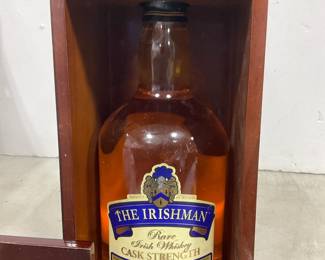 THE IRISHMAN
Rare
Irish Whiskey
CASK STRENGTH